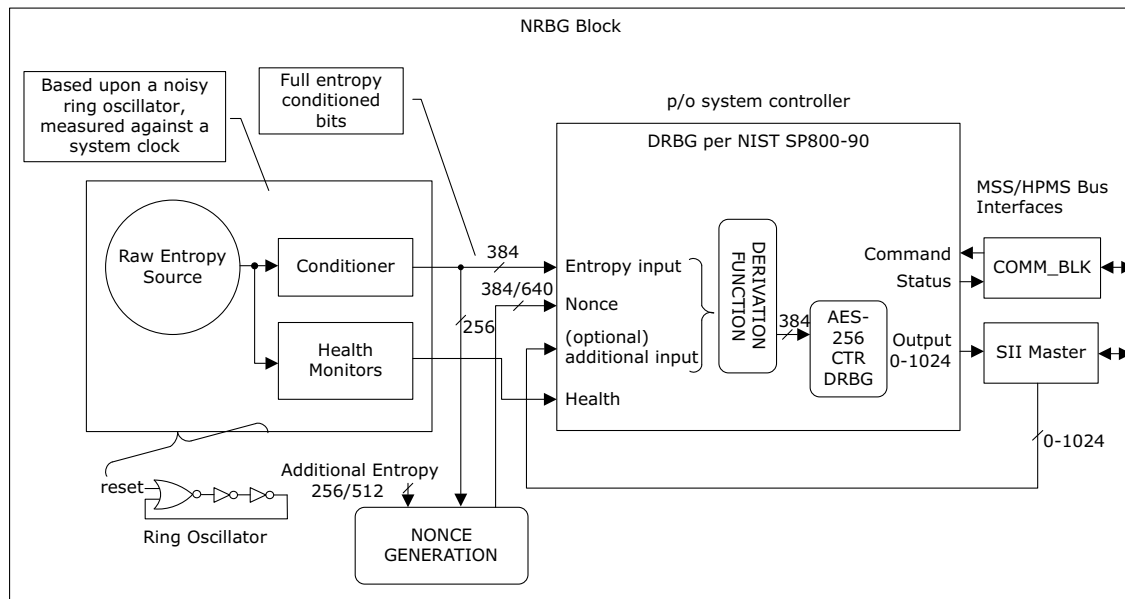 NRBG Block
Based upon a noisy
ring oscillator,
measured against a
system clock
Full entropy
conditioned
bits
p/o system controller
DRBG per NIST SP800-90
MSS/HPMS Bus
Interfaces
Raw Entropy
Source
Conditioner
Health
Monitors
384
384/640
256
Entropy input
Nonce
(optional)
additional input
Health
DERIVATION
FUNCTION
384
AES-
256
CTR
DRBG
Command
Status
Output
0-1024
COMM_BLK
SII Master
0-1024
reset
Ring Oscillator
Additional Entropy
256/512
NONCE
GENERATION